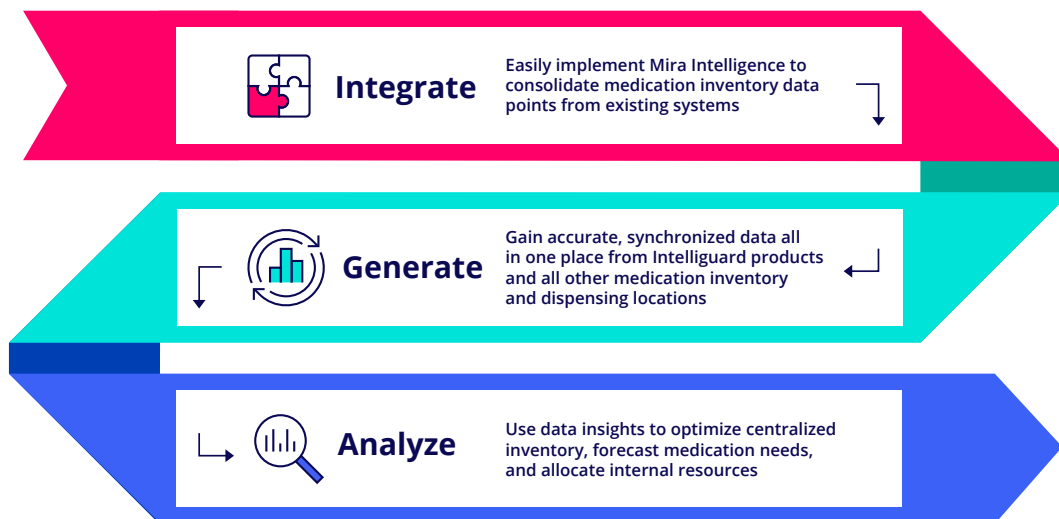 Integrate
Easily implement Mira Intelligence to
consolidate medication inventory data
points from existing systems
Generate
Gain accurate, synchronized data all
in one place from Intelliguard products
and all other medication inventory
and dispensing locations
Analyze
Use data insights to optimize centralized
inventory, forecast medication needs,
and allocate internal resources